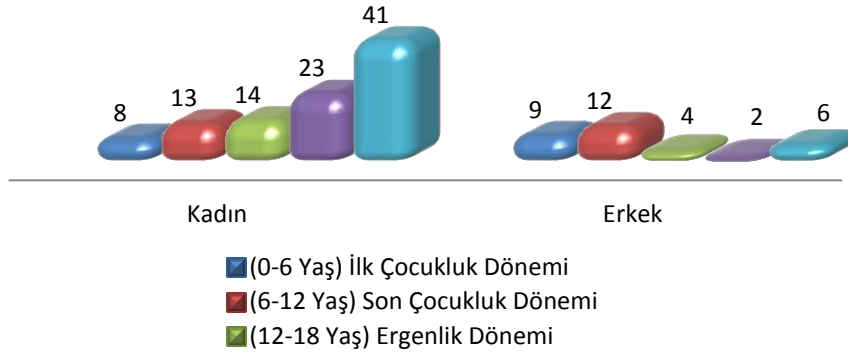 41
23
13 14
8
12
9
4
6
2
Kadın Erkek
(0-6 Yaş) İlk Çocukluk Dönemi
(6-12 Yaş) Son Çocukluk Dönemi
(12-18 Yaş) Ergenlik Dönemi